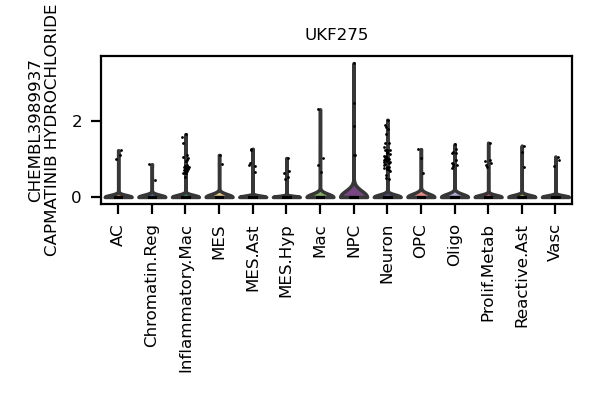 UKF275
CHEMBL3989937
CAPMATINIB HYDROCHLORIDE
2
0
AC
Chromatin.Reg
Inflammatory.Mac
MES
MES.Ast
MES.Hyp
Mac
NPC
Neuron
OPC
Oligo
Prolif.Metab
Reactive.Ast
Vasc